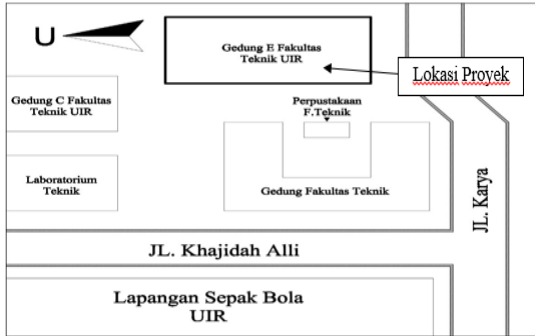 U
Gedung E Fakultas
Teknik UIR
Lokasi Proyek
Gedung C Fakultas
Teknik UIR
Perpustakaan
F.Teknik
Laboratorium
Teknik
Gedung Fakultas Teknik
JL. Karya
JL. Khajidah Alli
Lapangan Sepak Bola
UIR